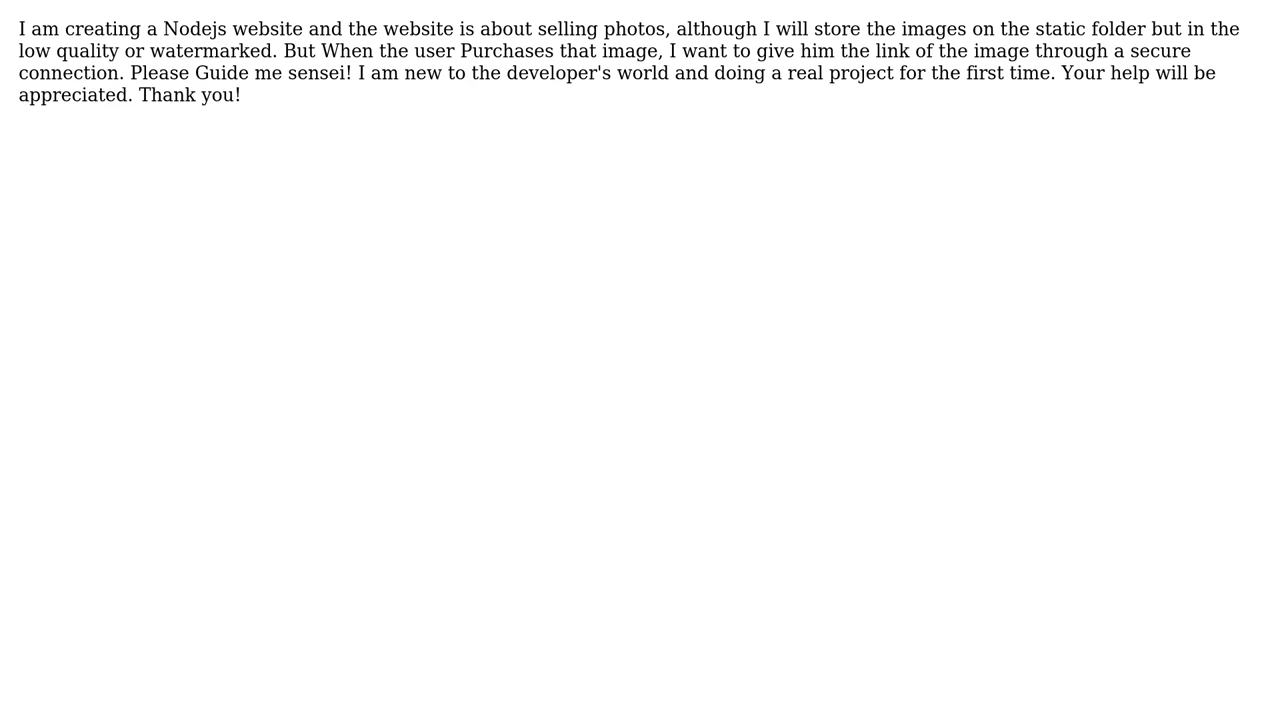 I am creating a Nodejs website and the website is about selling photos, although I will store the images on the static folder but in the
low quality or watermarked. But When the user Purchases that image, I want to give him the link of the image through a secure
connection. Please Guide me sensei! I am new to the developer's world and doing a real project for the first time. Your help will be
appreciated. Thank you!